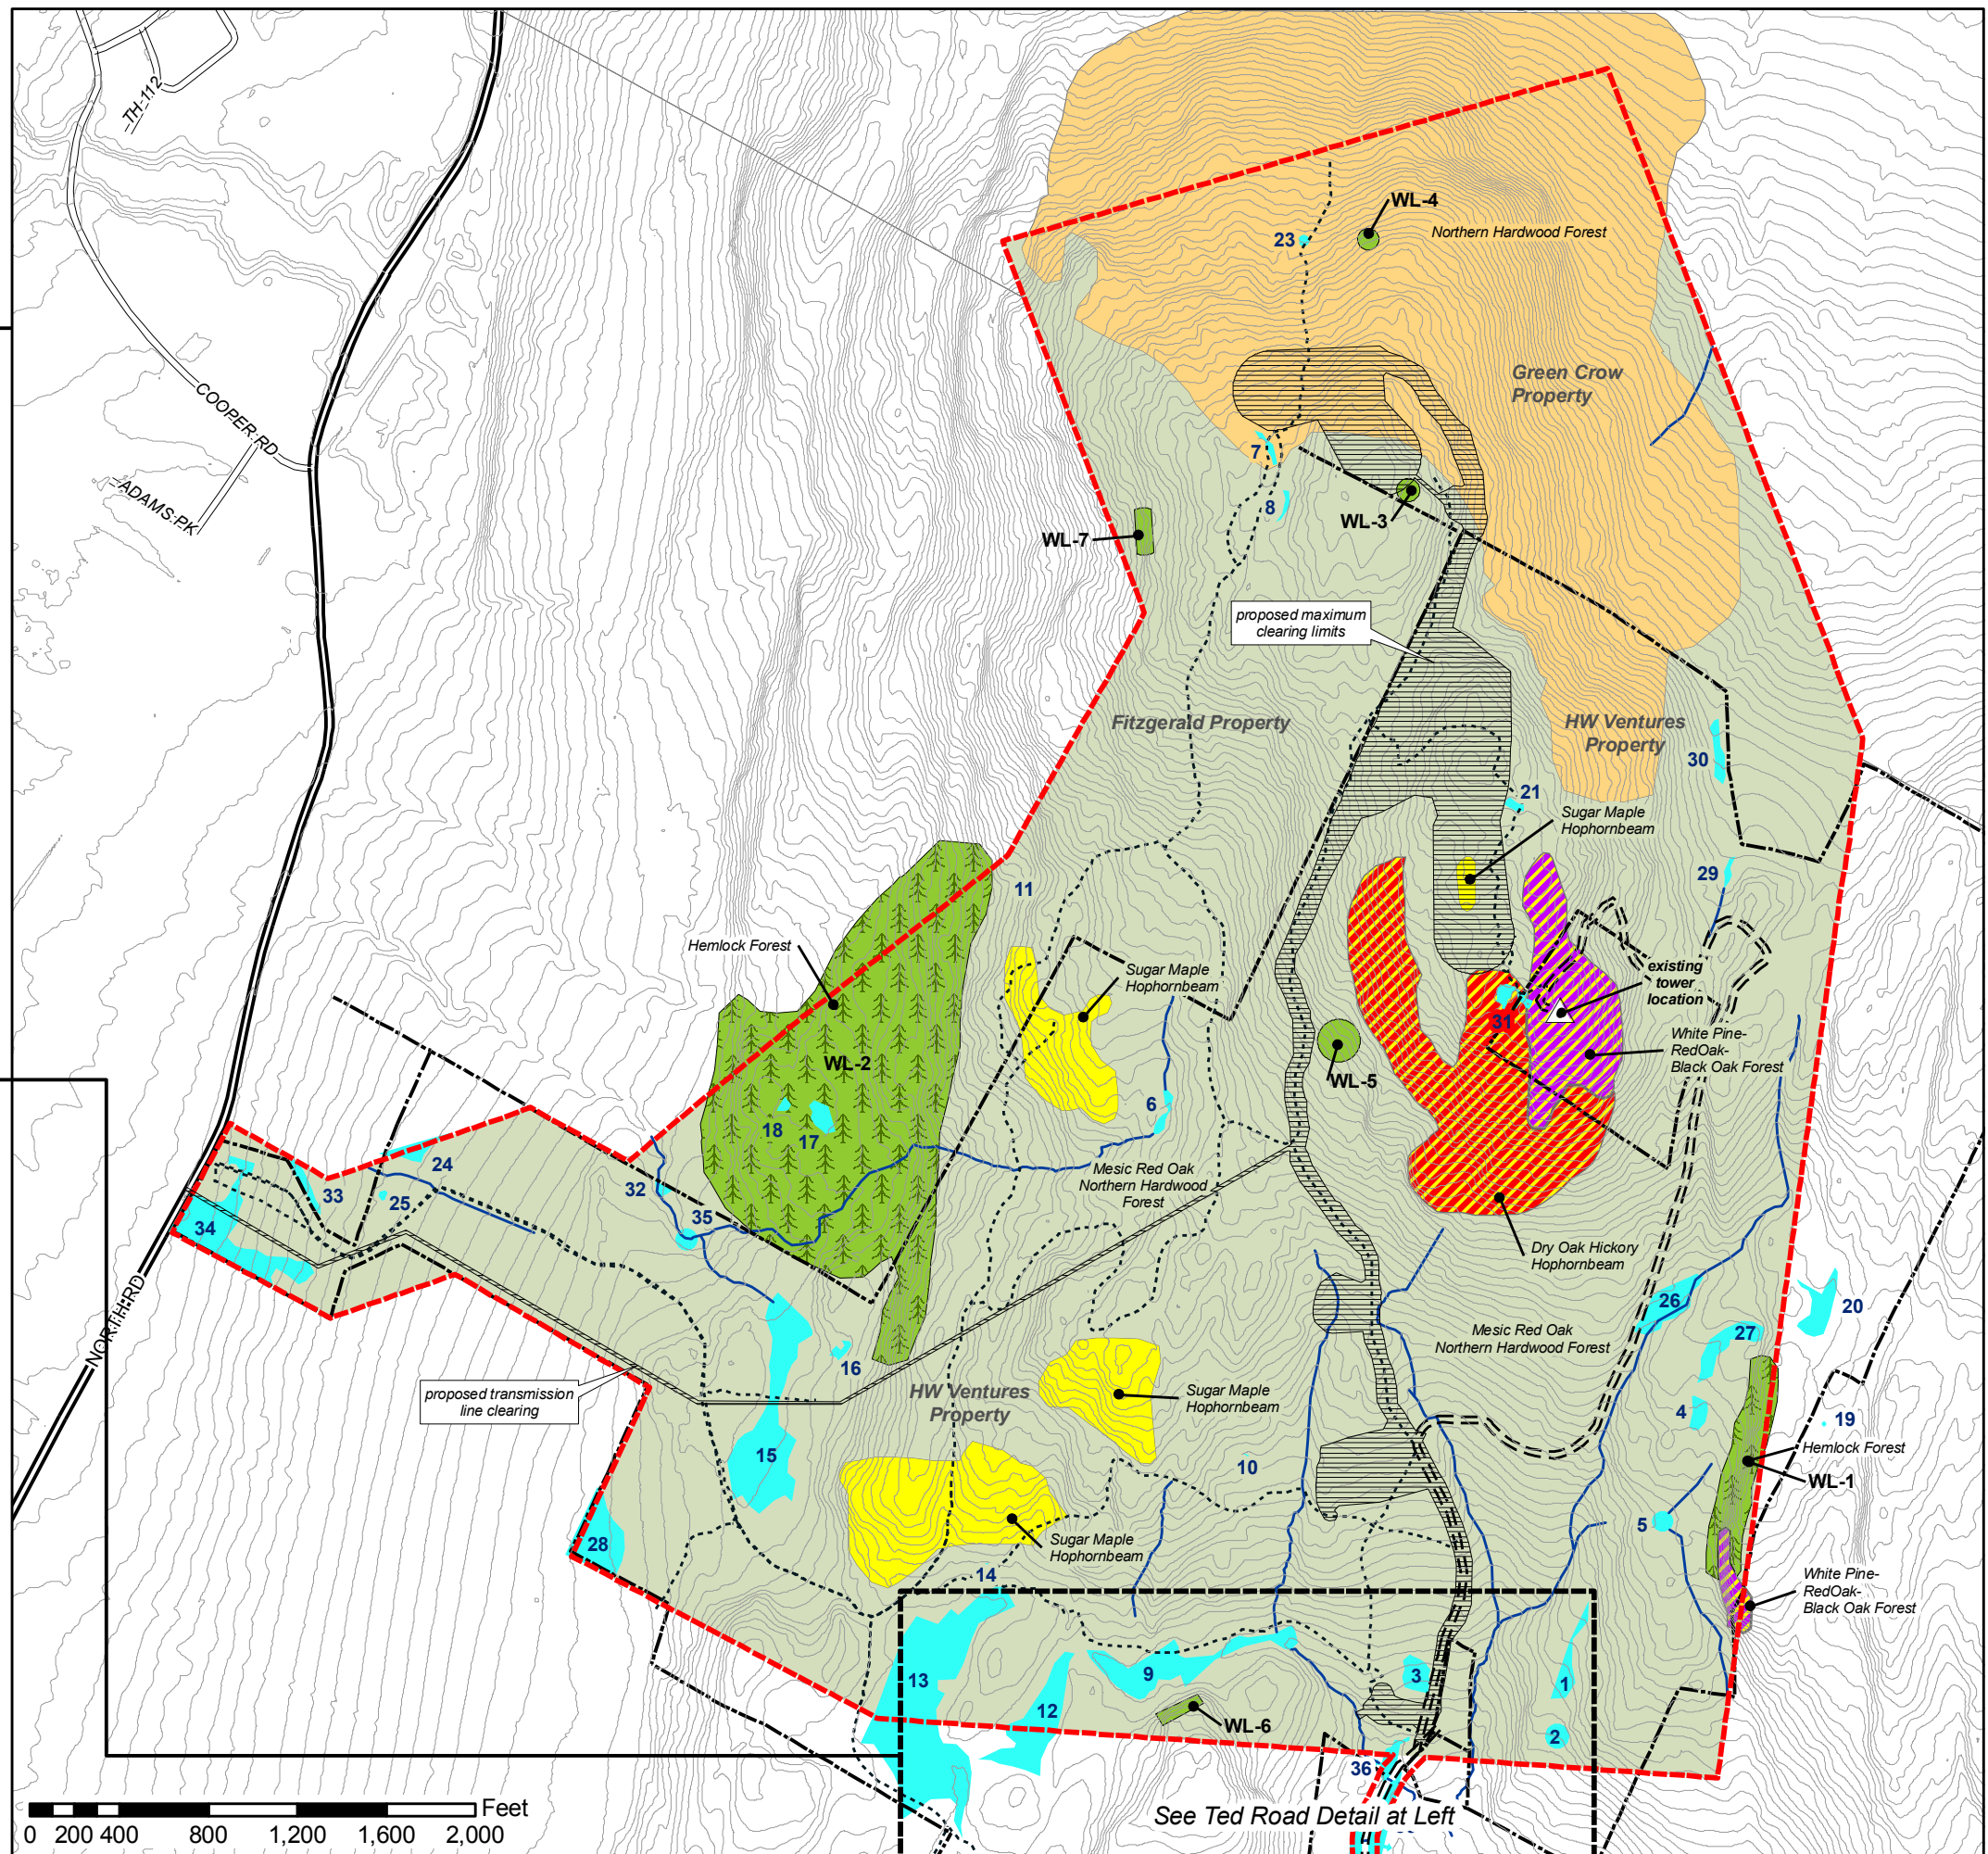 TH-112
WL-4
23
Northern Hardwood Forest
Green Crow
Property
COOPER RD
ADAMS PK
7
8
WL-3
WL-7
proposed maximum
clearing limits
Fitzgerald Property
HW Ventures
Property
30
21
Sugar Maple
Hophornbeam
29
11
Hemlock Forest
Sugar Maple
Hophornbeam
existing
tower
location
31
White Pine-
RedOak-
Black Oak Forest
WL-2
WL-5
18
17
6
24
33
25
32
35
34
Mesic Red Oak
Northern Hardwood
Forest
Dry Oak Hickory
Hophornbeam
NORTH RD
26
20
27
Mesic Red Oak
Northern Hardwood Forest
16
proposed transmission
line clearing
HW Ventures
Property
Sugar Maple
Hophornbeam
4
19
Hemlock Forest
WL-1
15
10
5
28
Sugar Maple
Hophornbeam
14
White Pine-
RedOak-
Black Oak Forest
13
12
9
3
1
WL-6
2
36
See Ted Road Detail at Left
Feet
0 200 400 800 1,200 1,600 2,000